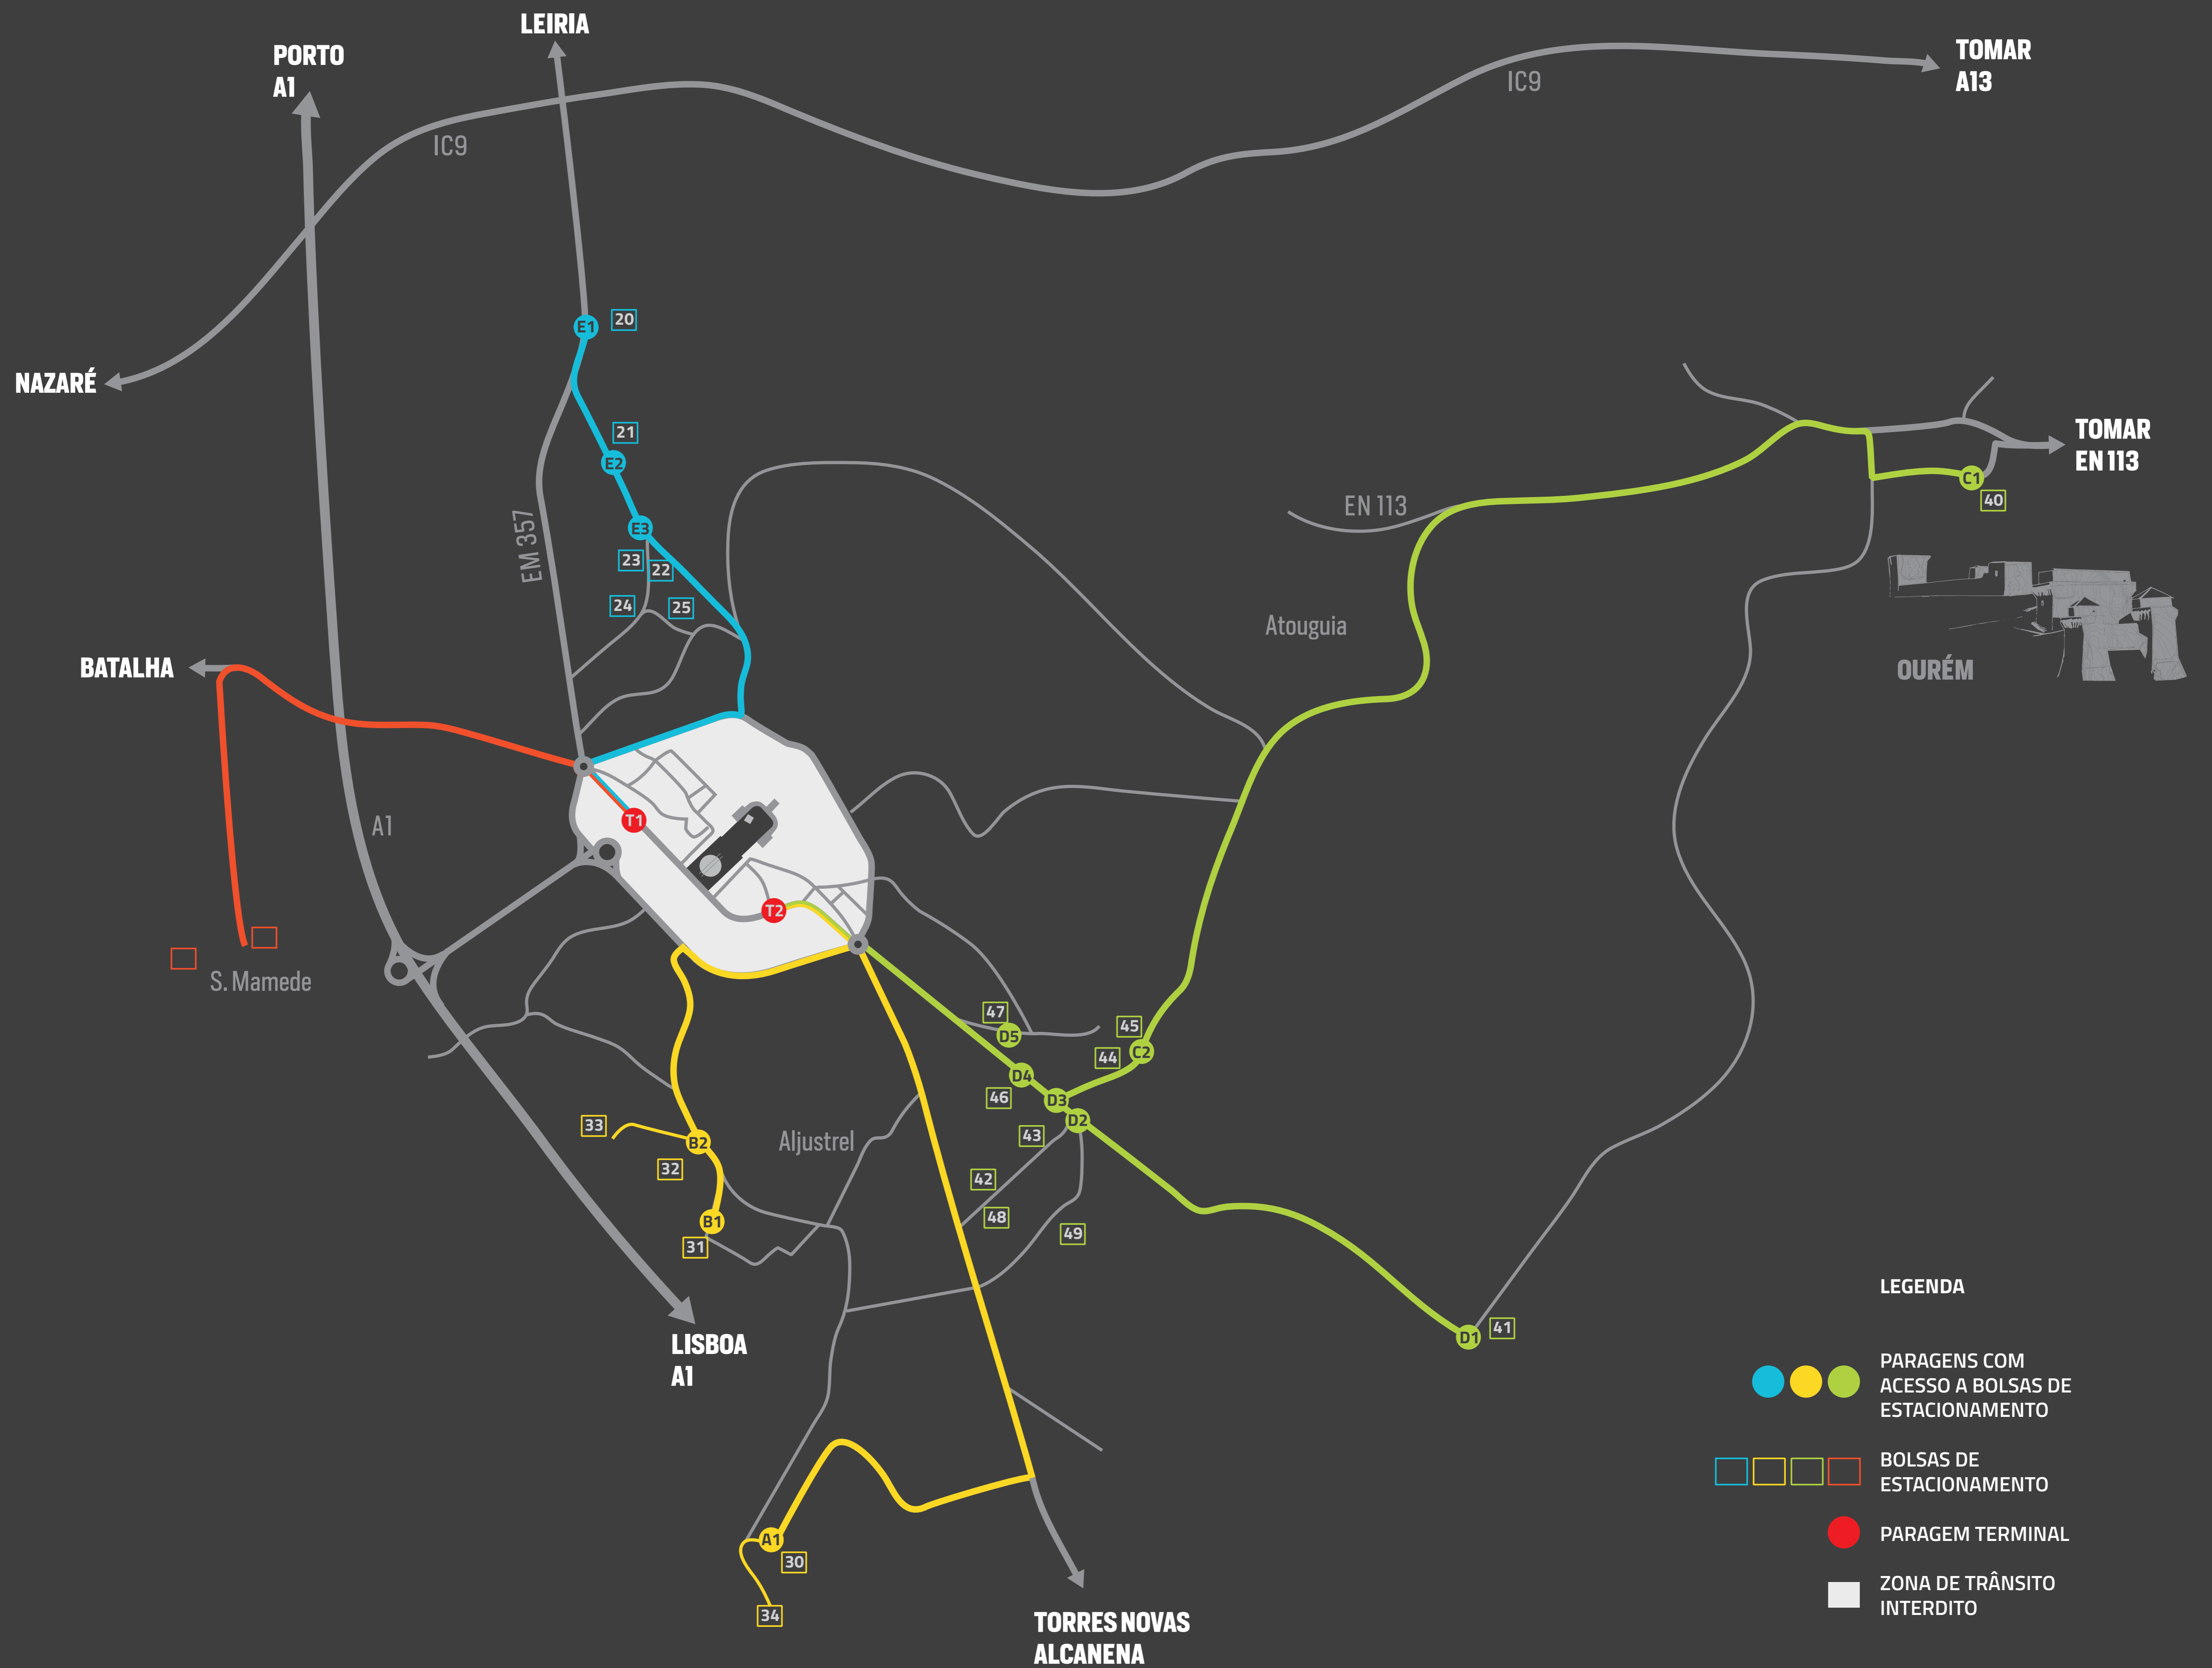 LEIRIA
PORTO
A1
TOMAR
A13
IC9
IC9
E1
20
NAZARÉ
21
E2
TOMAR
EN 113
C1
40
EM 357
E3
23
22
24
25
EN 113
Atouguia
OURÉM
BATALHA
T1
A1
T2
S. Mamede
47
D5
45
C2
44
D4
46
D3
D2
43
33
B2
Aljustrel
32
42
48
49
B1
31
LISBOA
A1
D1
41
A1
30
34
TORRES NOVAS
ALCANENA
LEGENDA
PARAGENS COM
ACESSO A BOLSAS DE
ESTACIONAMENTO
BOLSAS DE
ESTACIONAMENTO
PARAGEM TERMINAL
ZONA DE TRÂNSITO
INTERDITO